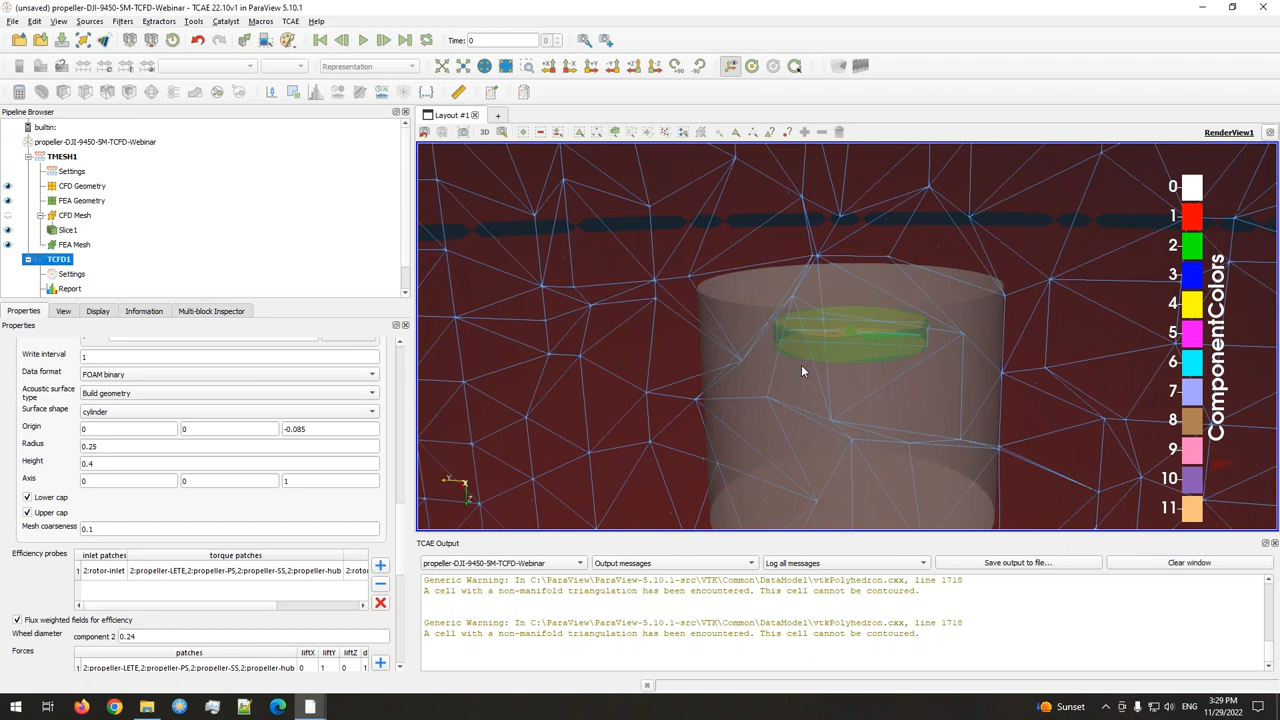 (unsaved) propeller-DJI-9450-5M-TCFD-Webinar - TCAE 22.10v1 in ParaView 5.10.1
File Edit View Sources Filters Extractors Tools Catalyst Macros TCAE Help
Time: 0 0
Representation
Pipeline Browser
Layout #1
RenderView1
3D
builtin:
propeller-DJI-9450-5M-TCFD-Webinar
TMESH1
Settings
CFD Geometry
FEA Geometry
CFD Mesh
Slice1
FEA Mesh
TCFD1
Settings
Report
Properties View Display Information Multi-block Inspector
Properties
Write interval 1
Data format FOAM binary
Acoustic surface type Build geometry
Surface shape cylinder
Origin 0 0 -0.085
Radius 0.25
Height 0.4
Axis 0 0 1
Lower cap
Upper cap
Mesh coarseness 0.1
Efficiency probes inlet patches torque patches
1 2:rotor-inlet 2:propeller-LETE,2:propeller-PS,2:propeller-SS,2:propeller-hub 2:roto
Flux weighted fields for efficiency
Wheel diameter component 2 0.24
Forces patches liftX liftY liftZ d
1 2:propeller-LETE,2:propeller-PS,2:propeller-SS,2:propeller-hub 0 1 0 1
0
1
2
3
4
5
6
7
8
9
10
11
ComponentColors
Y X Z
TCAE Output
propeller-DJI-9450-5M-TCFD-Webinar Output messages Log all messages Save output to file... Clear window
Generic Warning: In C:\ParaView\ParaView-5.10.1-src\VTK\Common\DataModel\vtkPolyhedron.cxx, line 1718
A cell with a non-manifold triangulation has been encountered. This cell cannot be contoured.
Generic Warning: In C:\ParaView\ParaView-5.10.1-src\VTK\Common\DataModel\vtkPolyhedron.cxx, line 1718
A cell with a non-manifold triangulation has been encountered. This cell cannot be contoured.
Sunset
ENG
3:29 PM
11/29/2022